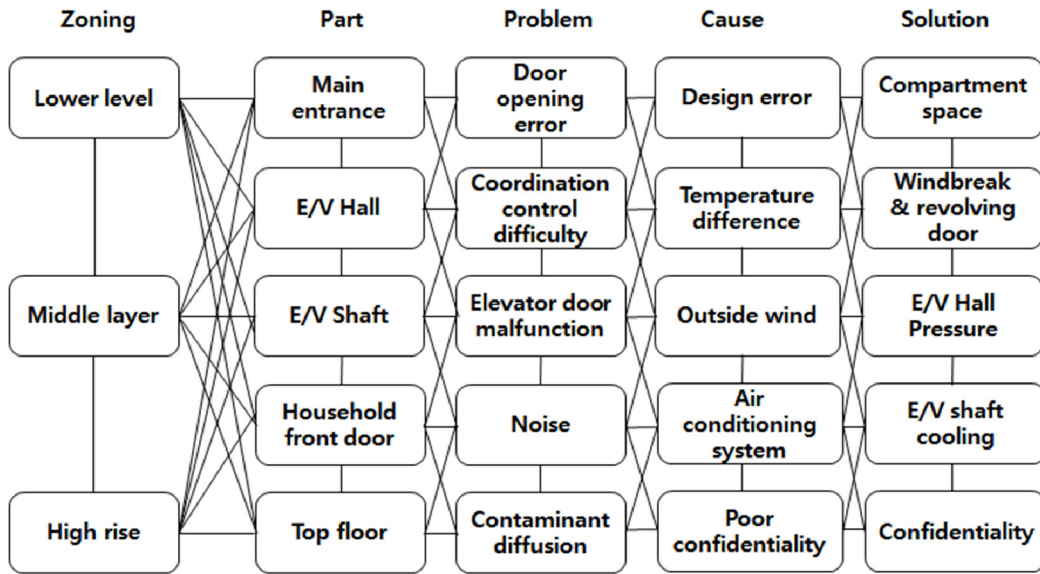 Zoning Part Problem Cause Solution
Lower level
Middle layer
High rise
Main
entrance
E/V Hall
E/V Shaft
Household
front door
Top floor
Door
opening
error
Coordination
control
difficulty
Elevator door
malfunction
Noise
Contaminant
diffusion
Design error
Temperature
difference
Outside wind
Air
conditioning
system
Poor
confidentiality
Compartment
space
Windbreak
& revolving
door
E/V Hall
Pressure
E/V shaft
cooling
Confidentiality